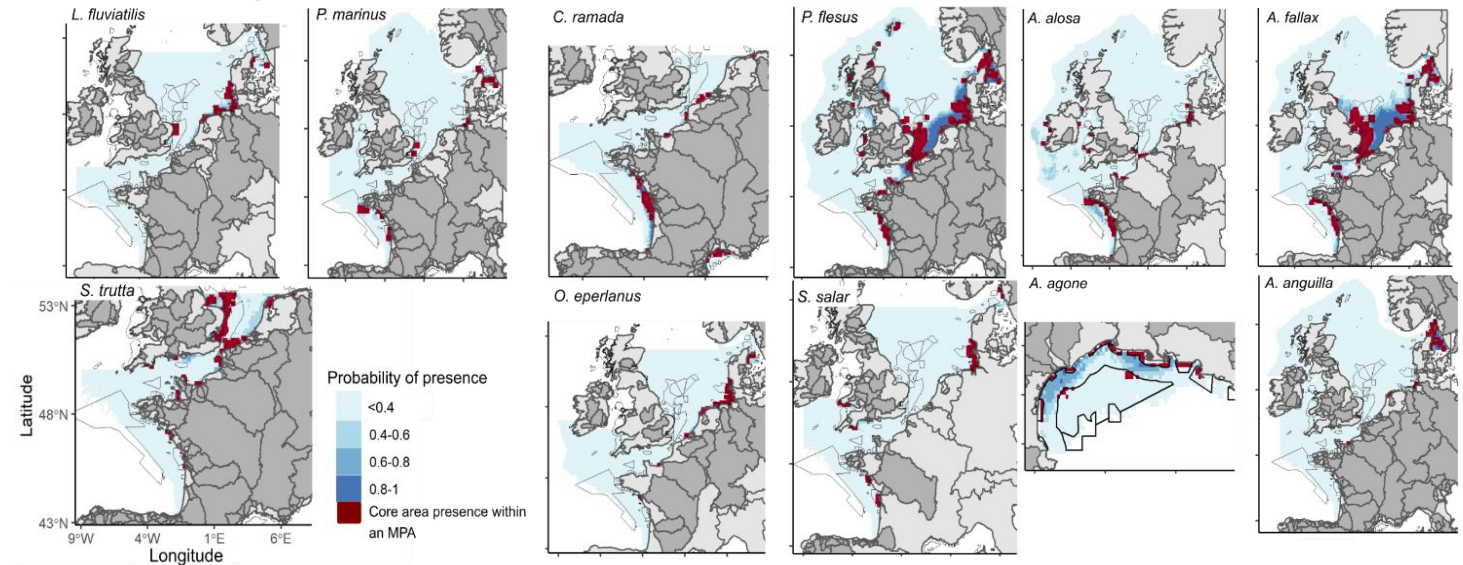 L. fluviatilis
P. marinus
C. ramada
P. flesus
A. alosa
A. fallax
S. trutta
O. eperlanus
S. salar
A. agone
A. anguilla
53°N
48°N
43°N
Latitude
9°W
4°W
1°E
6°E
Longitude
Probability of presence
<0.4
0.4-0.6
0.6-0.8
0.8-1
Core area presence within
an MPA